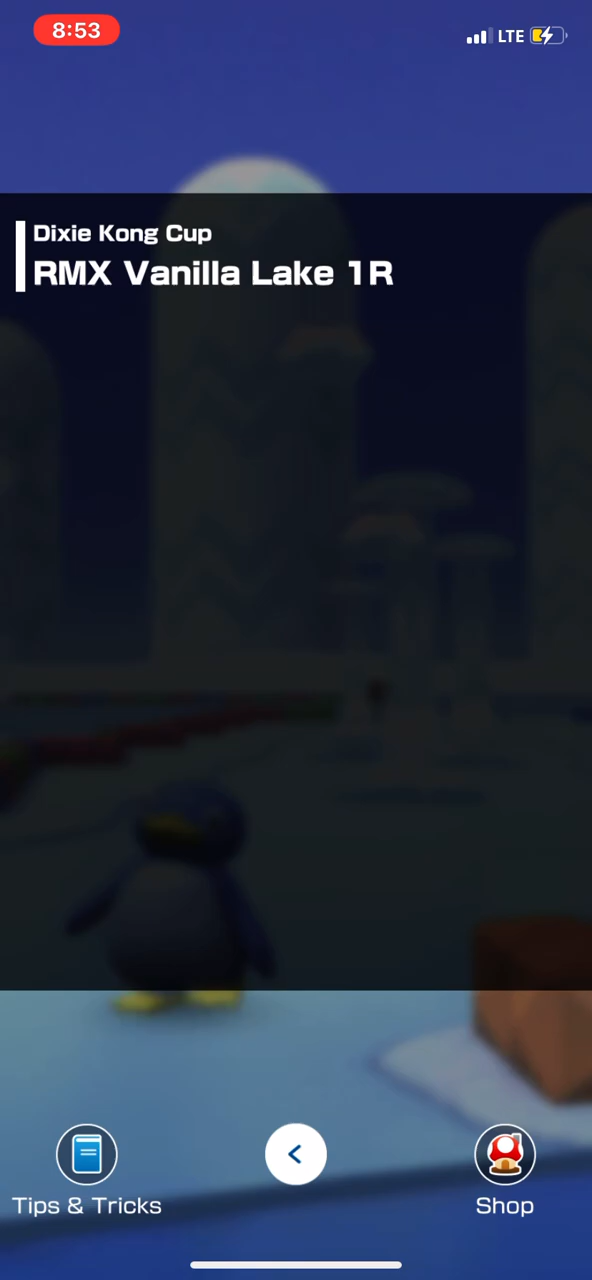 8:53
LTE
Dixie Kong Cup
RMX Vanilla Lake 1R
Tips & Tricks
Shop